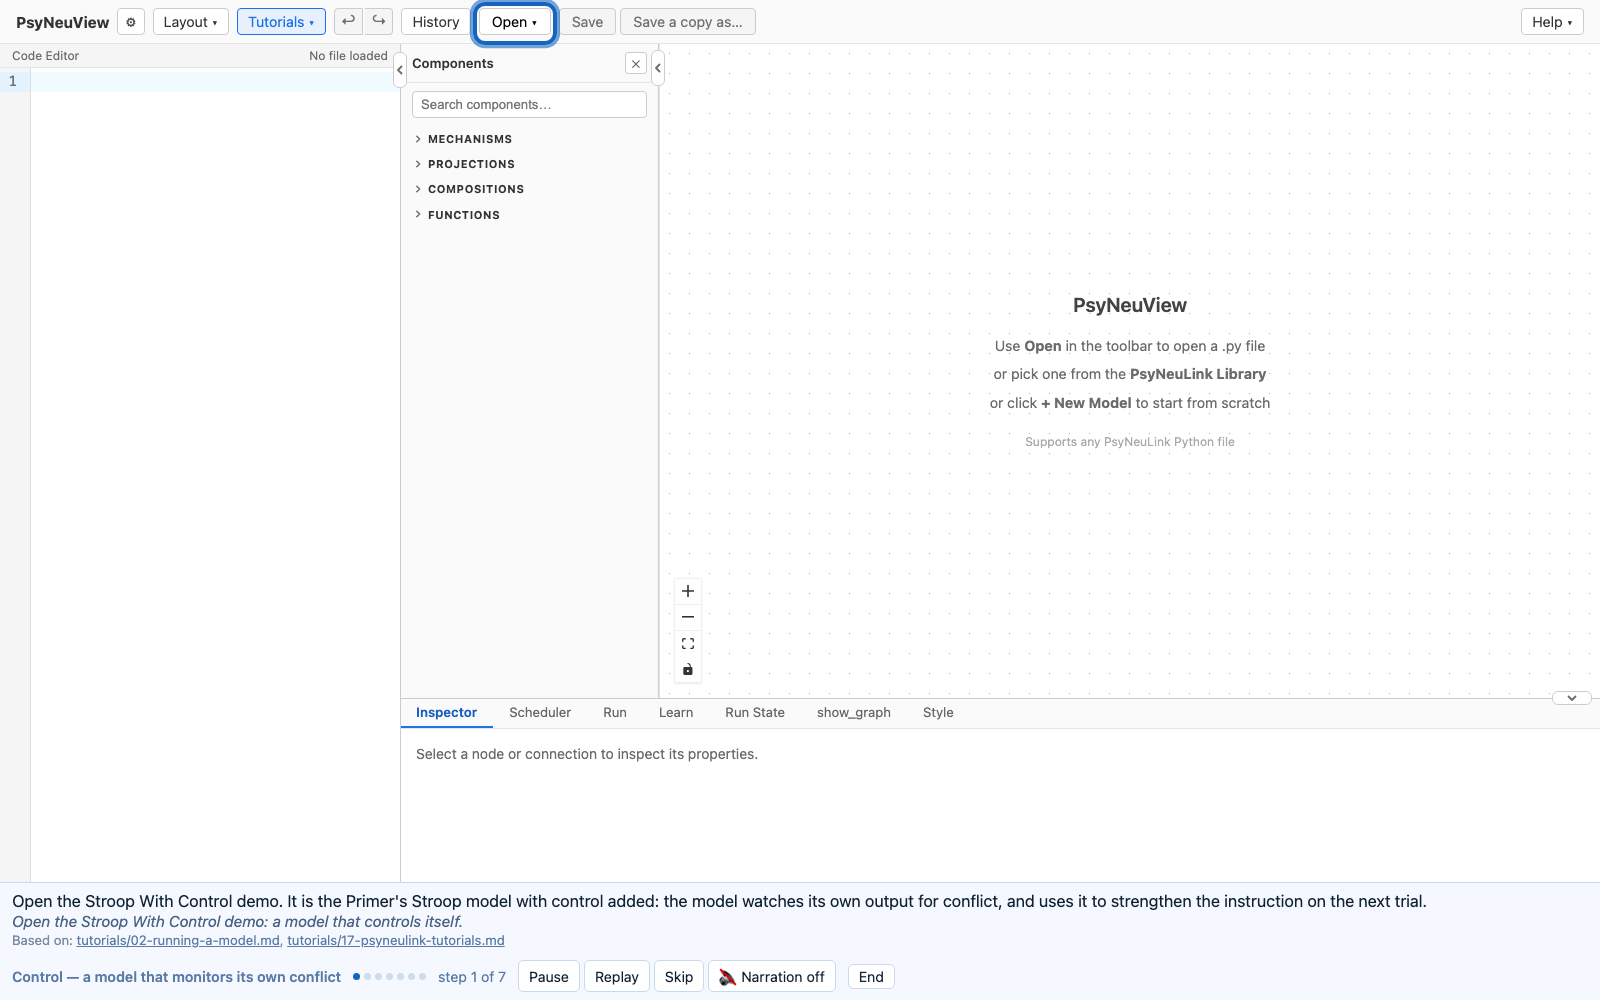 PsyNeuView
Layout
Tutorials
History
Open
Save
Save a copy as...
Help
Code Editor
No file loaded
1
Components
Search components...
MECHANISMS
PROJECTIONS
COMPOSITIONS
FUNCTIONS
PsyNeuView
Use Open in the toolbar to open a .py file
or pick one from the PsyNeuLink Library
or click + New Model to start from scratch
Supports any PsyNeuLink Python file
Inspector
Scheduler
Run
Learn
Run State
show_graph
Style
Select a node or connection to inspect its properties.
Open the Stroop With Control demo. It is the Primer's Stroop model with control added: the model watches its own output for conflict, and uses it to strengthen the instruction on the next trial.
Open the Stroop With Control demo: a model that controls itself.
Based on: tutorials/02-running-a-model.md, tutorials/17-psyneulink-tutorials.md
Control — a model that monitors its own conflict
step 1 of 7
Pause
Replay
Skip
Narration off
End